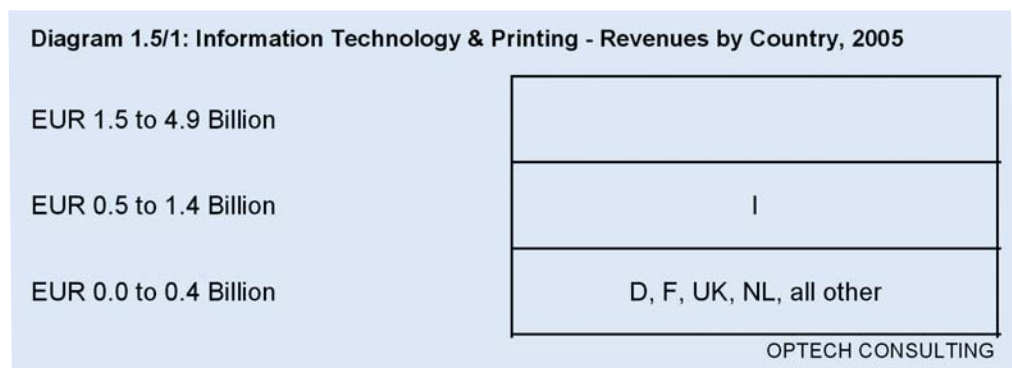 Diagram 1.5/1: Information Technology & Printing - Revenues by Country, 2005
EUR 1.5 to 4.9 Billion
EUR 0.5 to 1.4 Billion
I
EUR 0.0 to 0.4 Billion
D, F, UK, NL, all other
OPTECH CONSULTING